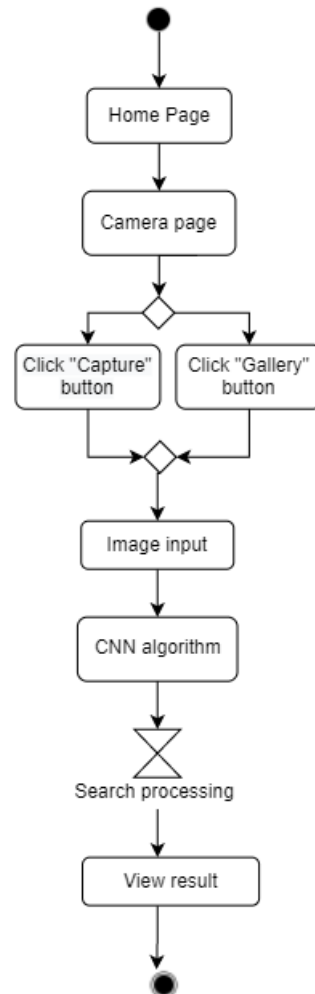 Home Page
Camera page
Click "Capture"
button
Click "Gallery"
button
Image input
CNN algorithm
Search processing
View result